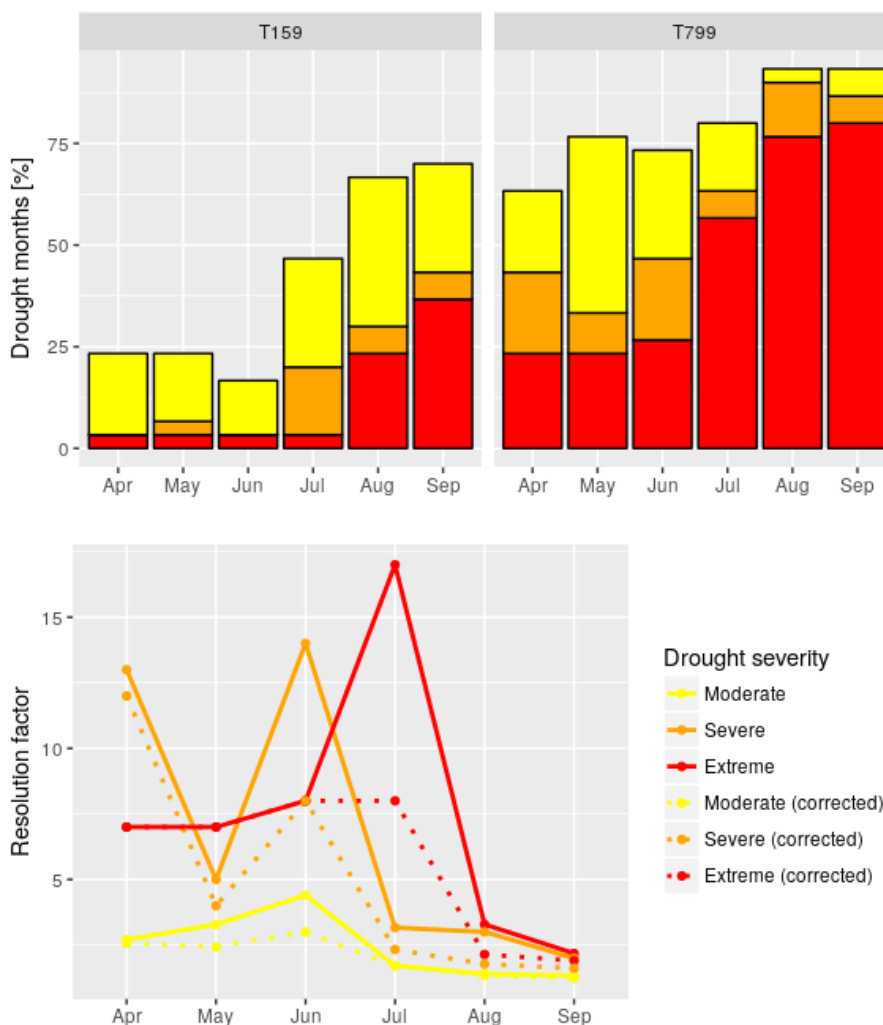 T159 T799
Drought months [%]
75
50
25
0
Apr May Jun Jul Aug Sep Apr May Jun Jul Aug Sep
Resolution factor
15
10
5
Apr May Jun Jul Aug Sep
Drought severity
Moderate
Severe
Extreme
Moderate (corrected)
Severe (corrected)
Extreme (corrected)